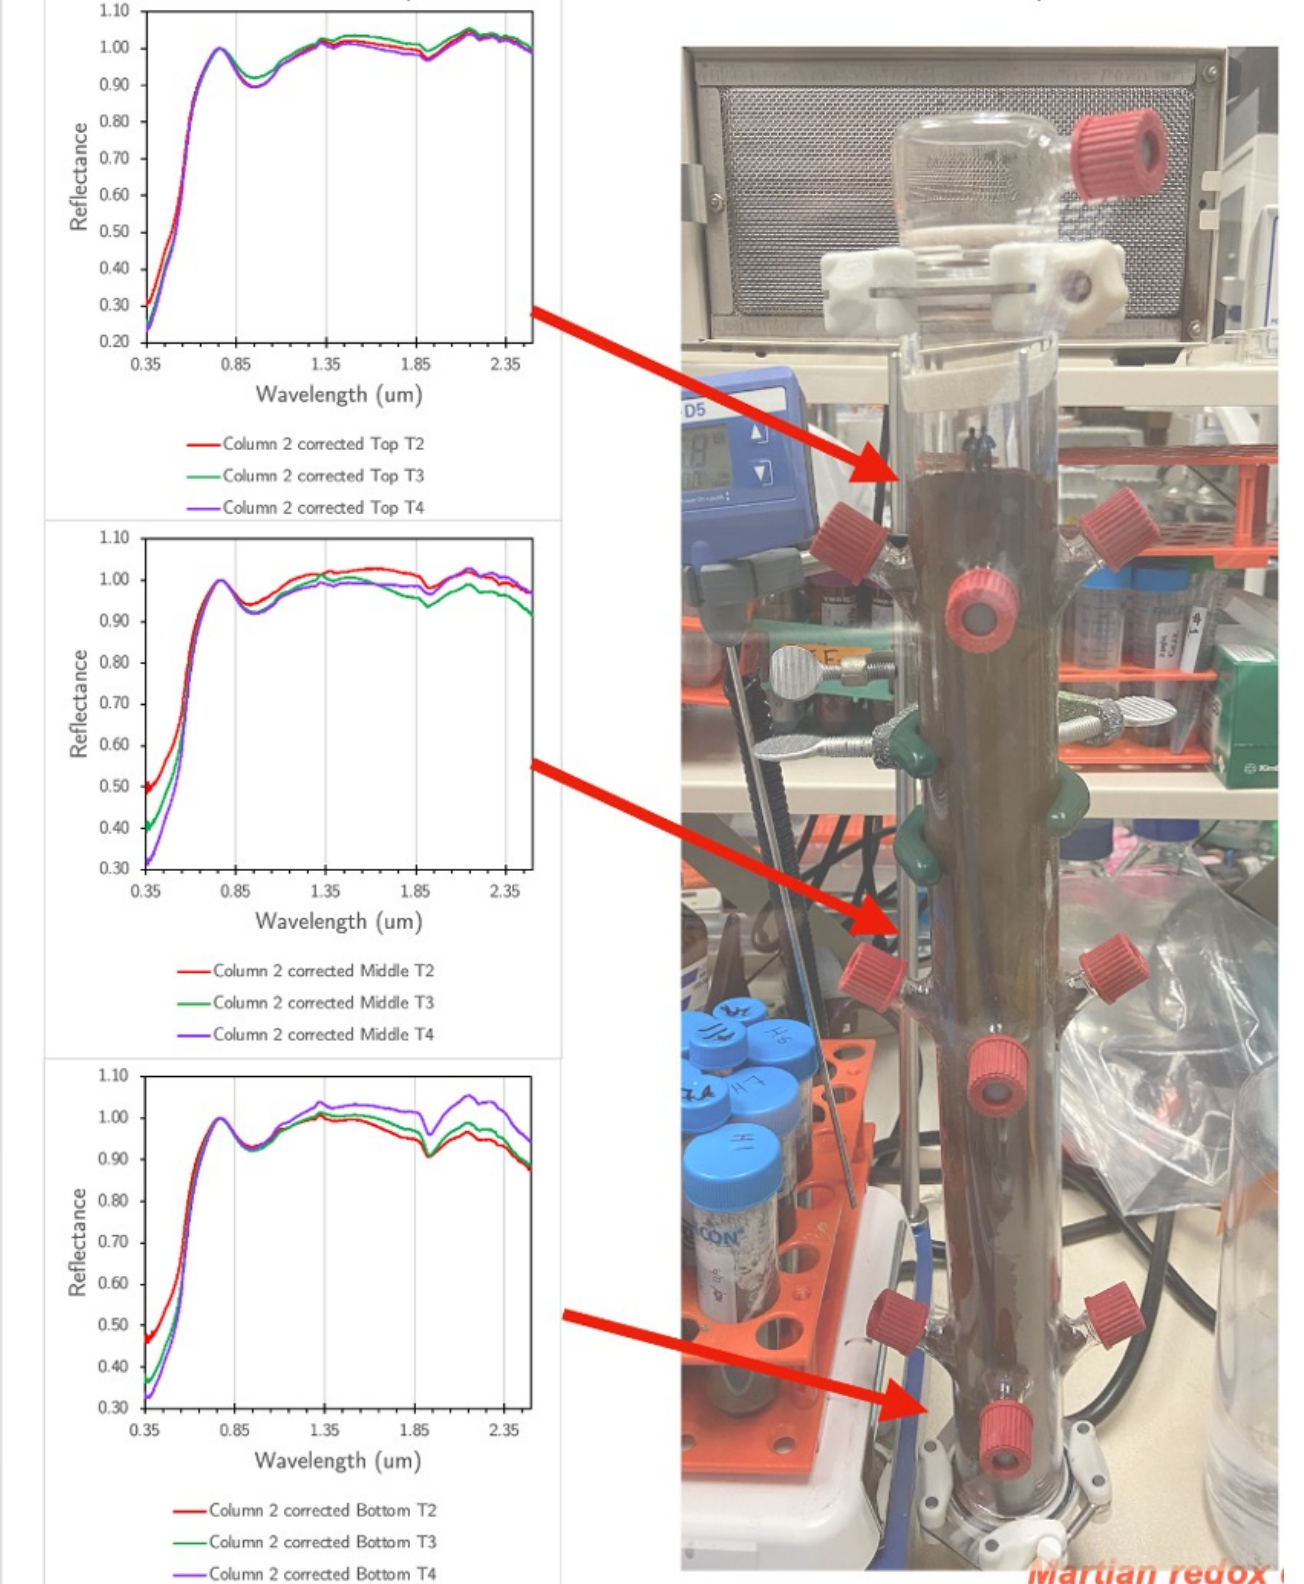 1.10
1.00
0.90
0.80
0.70
0.60
0.50
0.40
0.30
0.20
Reflectance
0.35 0.85 1.35 1.85 2.35
Wavelength (um)
Column 2 corrected Top T2
Column 2 corrected Top T3
Column 2 corrected Top T4
1.10
1.00
0.90
0.80
0.70
0.60
0.50
0.40
0.30
Reflectance
0.35 0.85 1.35 1.85 2.35
Wavelength (um)
Column 2 corrected Middle T2
Column 2 corrected Middle T3
Column 2 corrected Middle T4
1.10
1.00
0.90
0.80
0.70
0.60
0.50
0.40
0.30
Reflectance
0.35 0.85 1.35 1.85 2.35
Wavelength (um)
Column 2 corrected Bottom T2
Column 2 corrected Bottom T3
Column 2 corrected Bottom T4
D5
#1
H6
H7
H1
CON
Martian redox